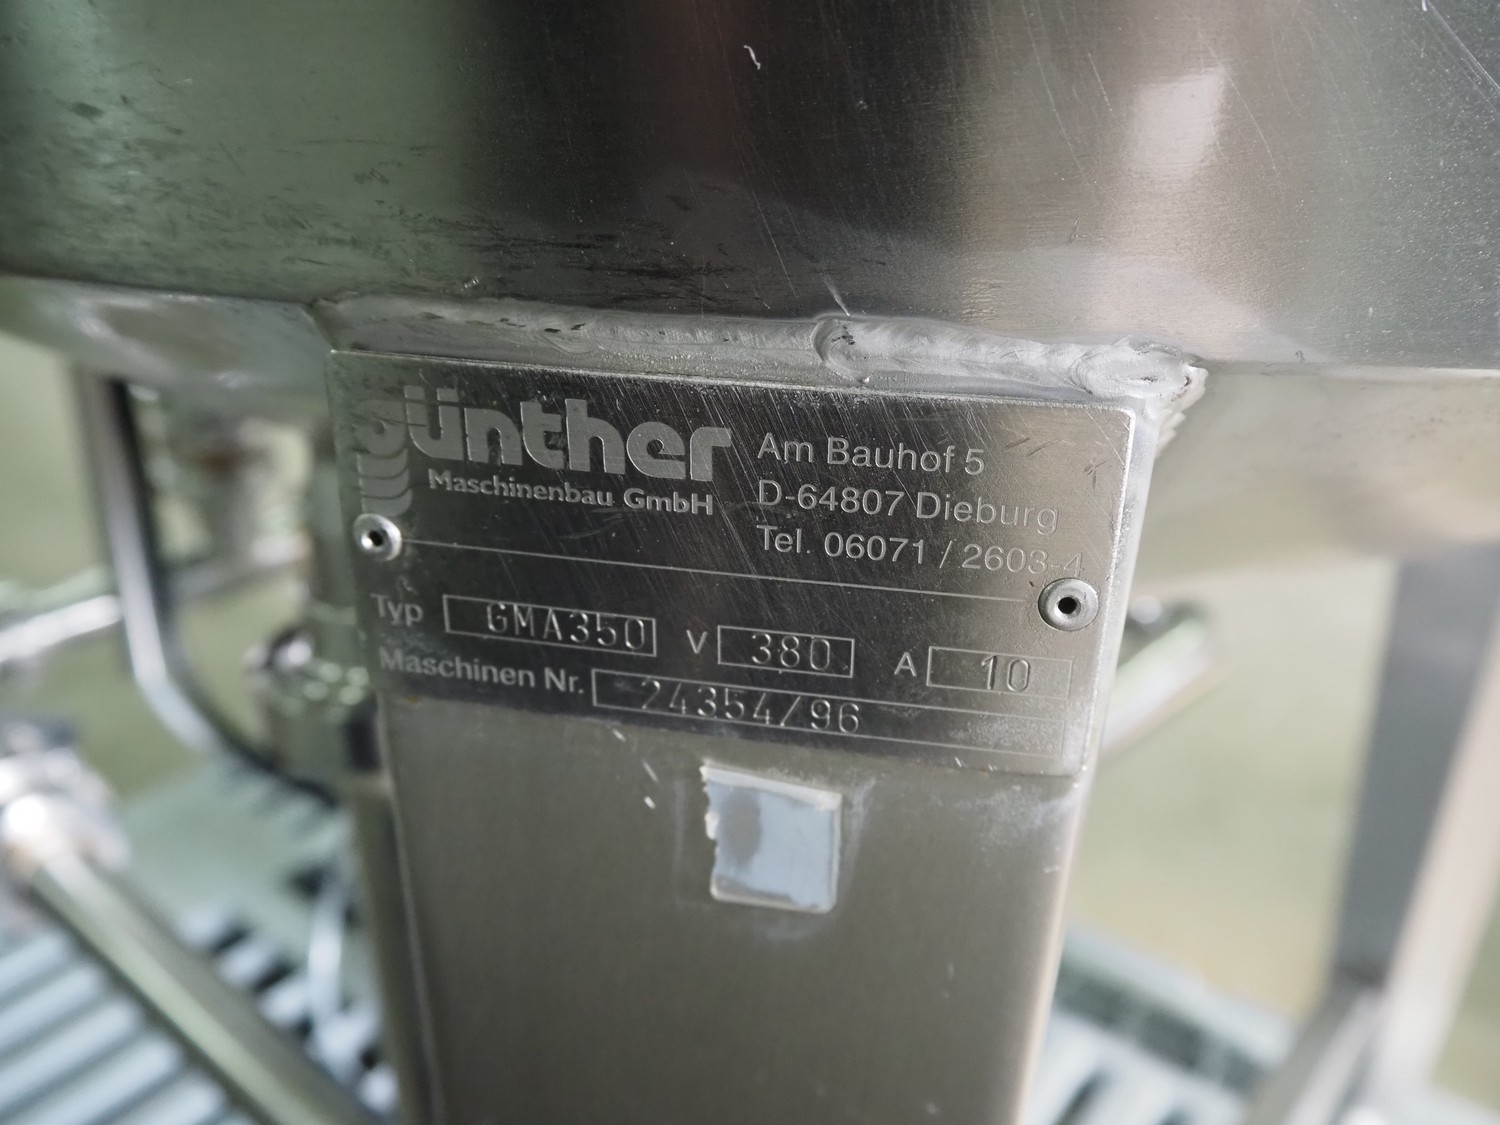 günther
Maschinenbau GmbH
Am Bauhof 5
D-64807 Dieburg
Tel. 06071 / 2603-4
Typ GMA350 V 380 A 10
Maschinen Nr. 24354/96